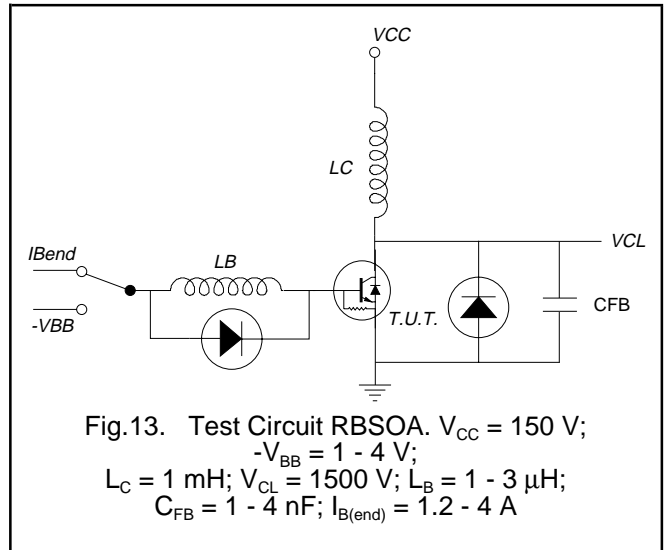 VCC
LC
VCL
IBend
LB
-VBB
T.U.T.
CFB
Fig.13. Test Circuit RBSOA. VCC = 150 V;
-VBB = 1 - 4 V;
LC = 1 mH; VCL = 1500 V; LB = 1 - 3 μH;
CFB = 1 - 4 nF; IB(end) = 1.2 - 4 A